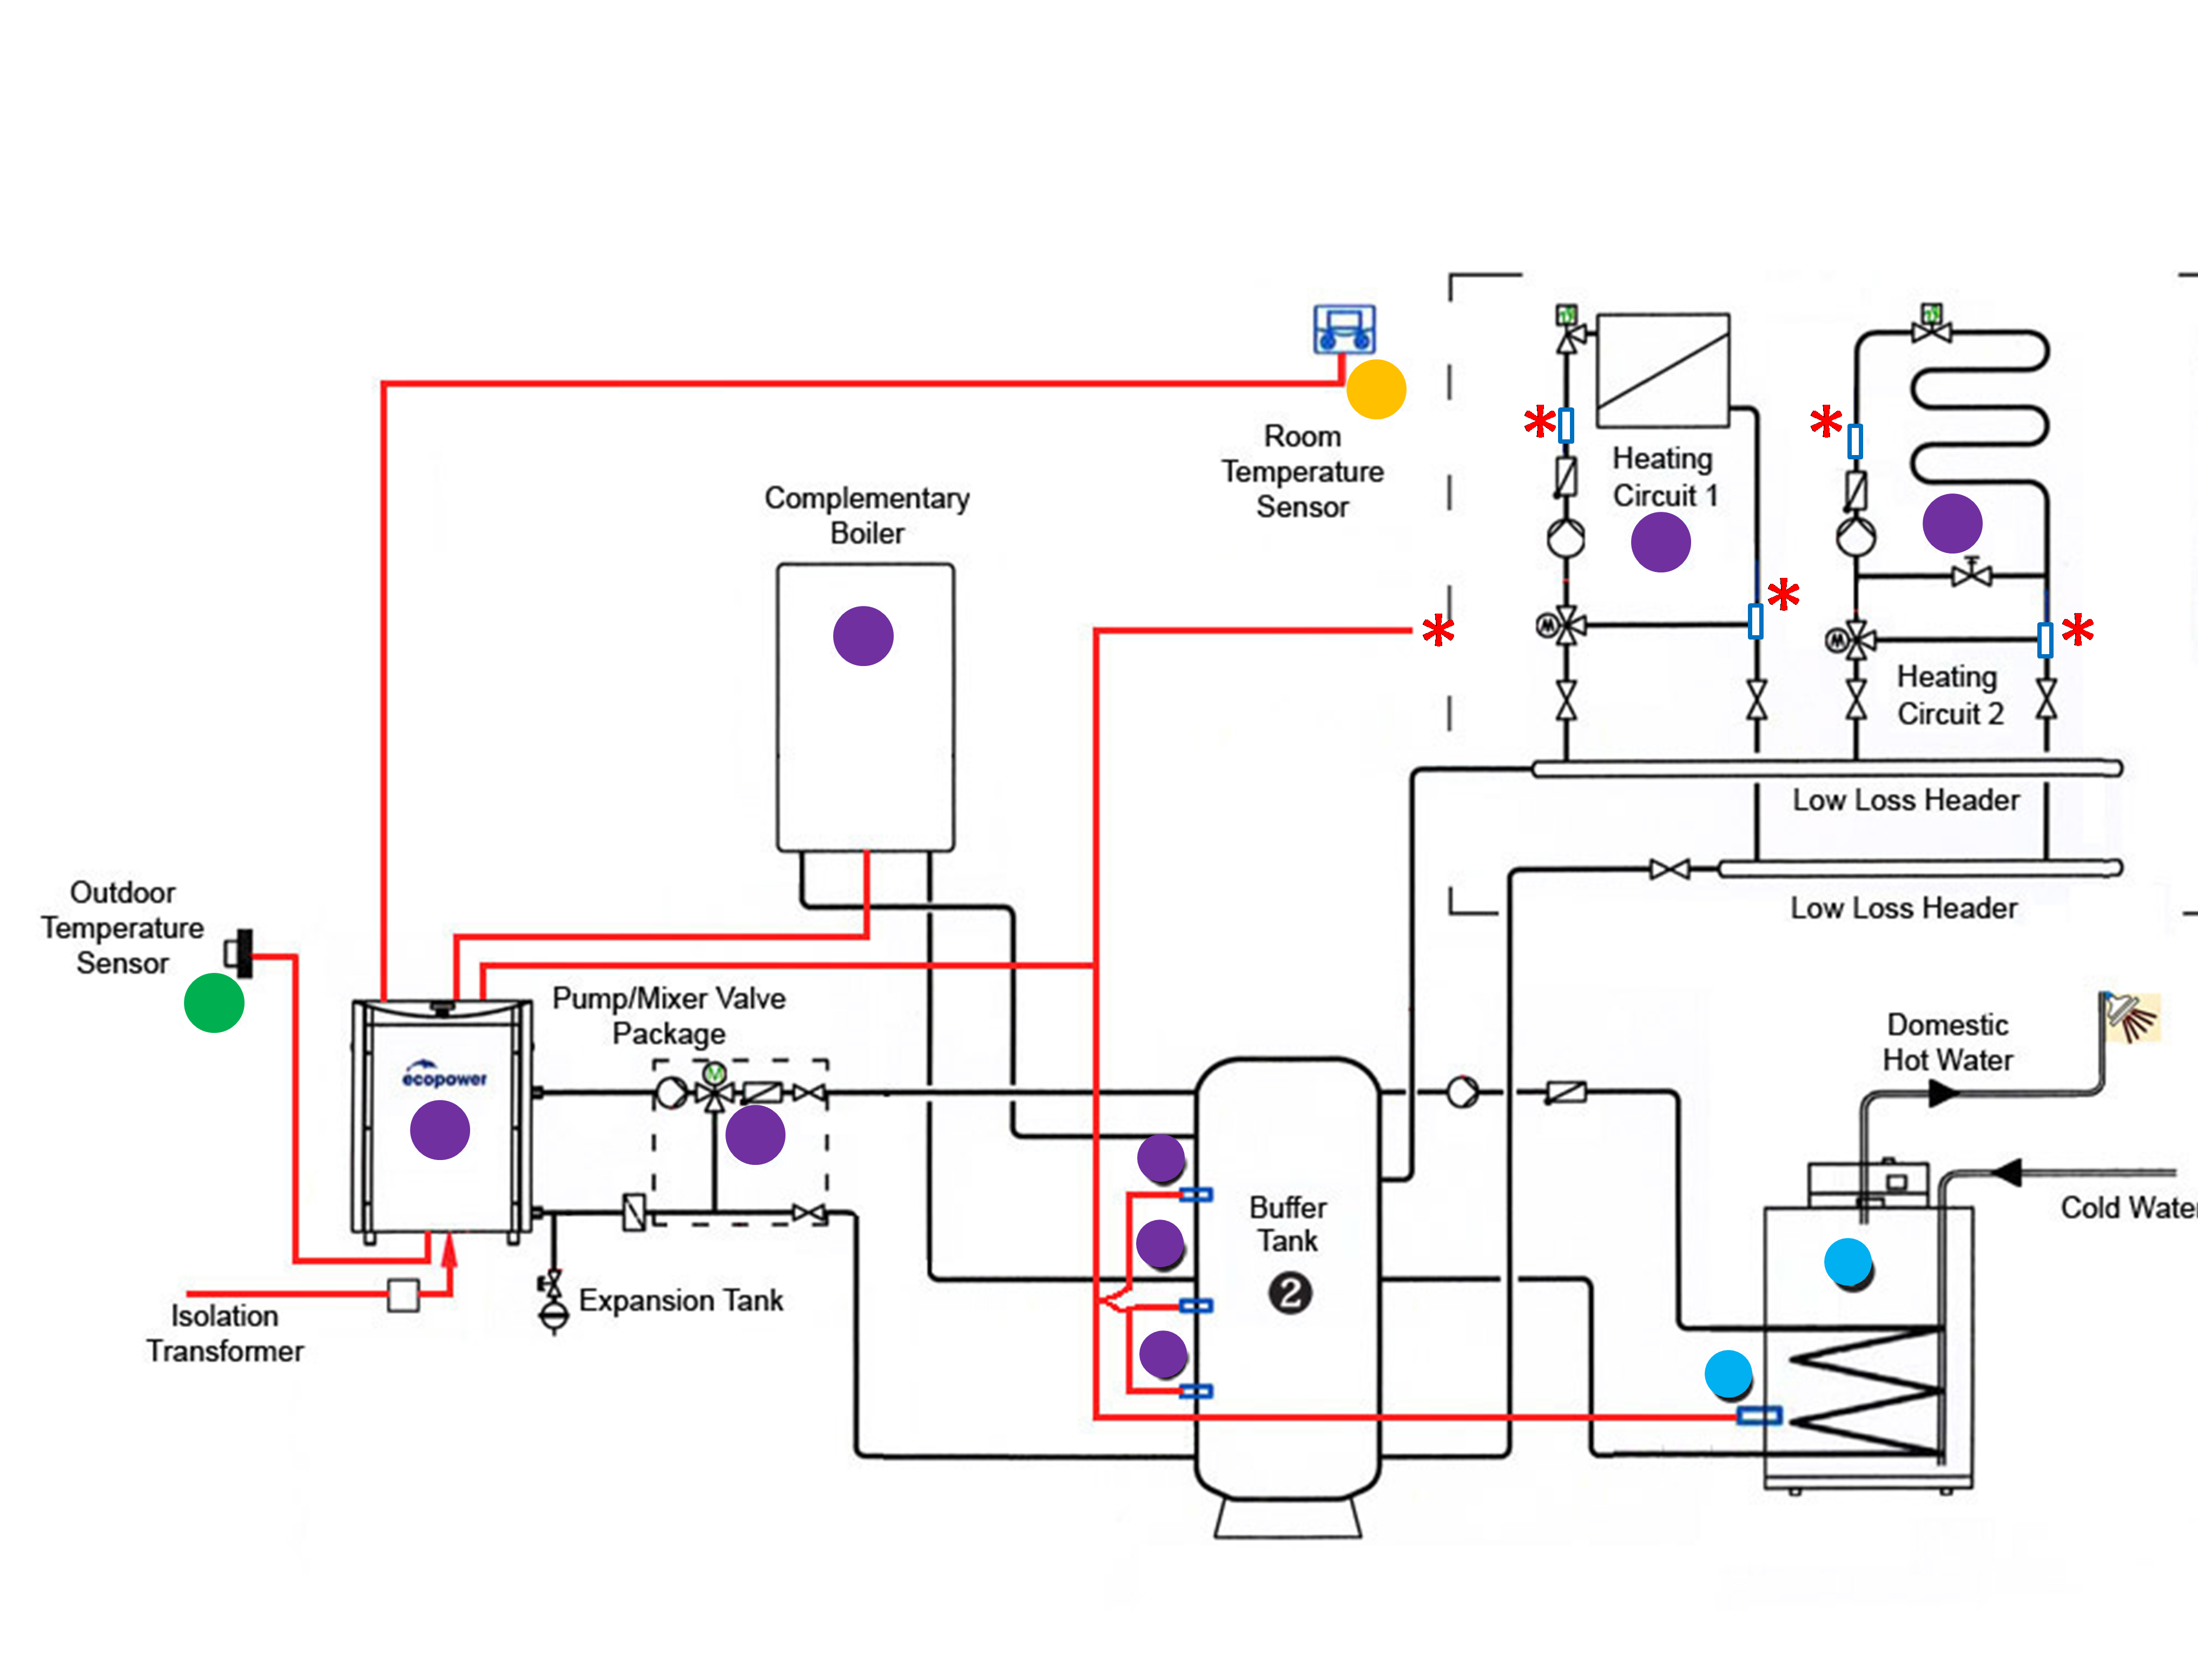 Room
Temperature
Sensor
Heating
Circuit 1
Complementary
Boiler
M
M
Heating
Circuit 2
Low Loss Header
Low Loss Header
Outdoor
Temperature
Sensor
Pump/Mixer Valve
Package
M
ecopower
Domestic
Hot Water
Cold Water
Buffer
Tank
2
Expansion Tank
Isolation
Transformer